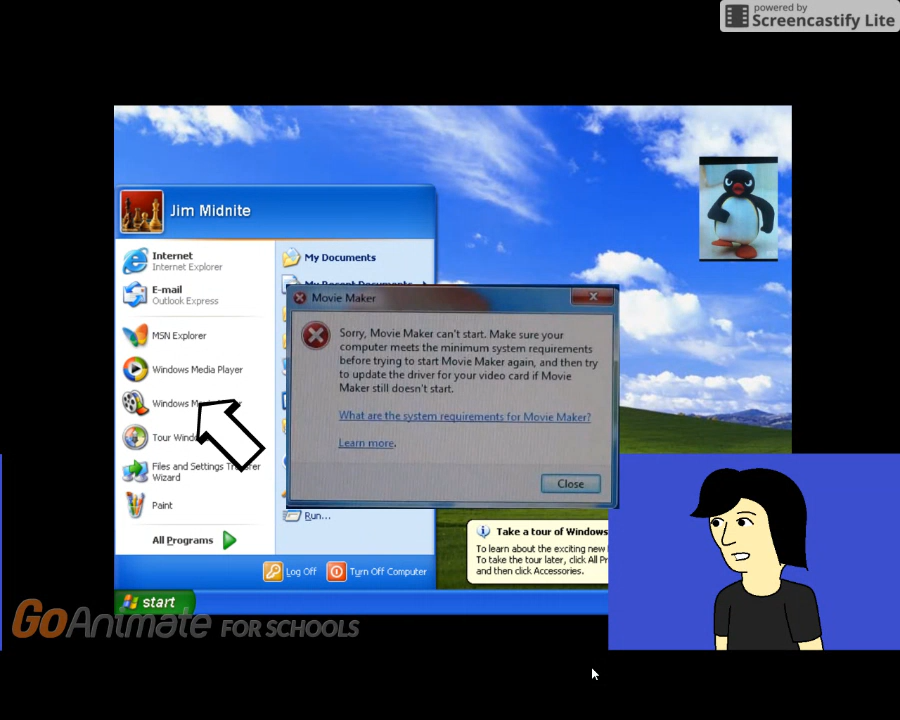 powered by
Screencastify Lite
Jim Midnite
Internet
Internet Explorer
E-mail
Outlook Express
MSN Explorer
Windows Media Player
Windows
Tour
Files and Settings Transfer
Wizard
Paint
All Programs
My Documents
My Recent Documents
Run...
Log Off
Turn Off Computer
start
Movie Maker
Sorry, Movie Maker can't start. Make sure your
computer meets the minimum system requirements
before trying to start Movie Maker again, and then try
to update the driver for your video card if Movie
Maker still doesn't start.
What are the system requirements for Movie Maker?
Learn more.
Close
Take a tour of Windows
To learn about the exciting new
To take the tour later, click All
and then click Accessories.
GoAnimate FOR SCHOOLS